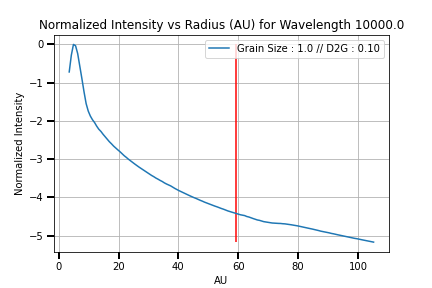 Normalized Intensity vs Radius (AU) for Wavelength 10000.0
Grain Size : 1.0 // D2G : 0.10
Normalized Intensity
0
−1
−2
−3
−4
−5
0 20 40 60 80 100
AU